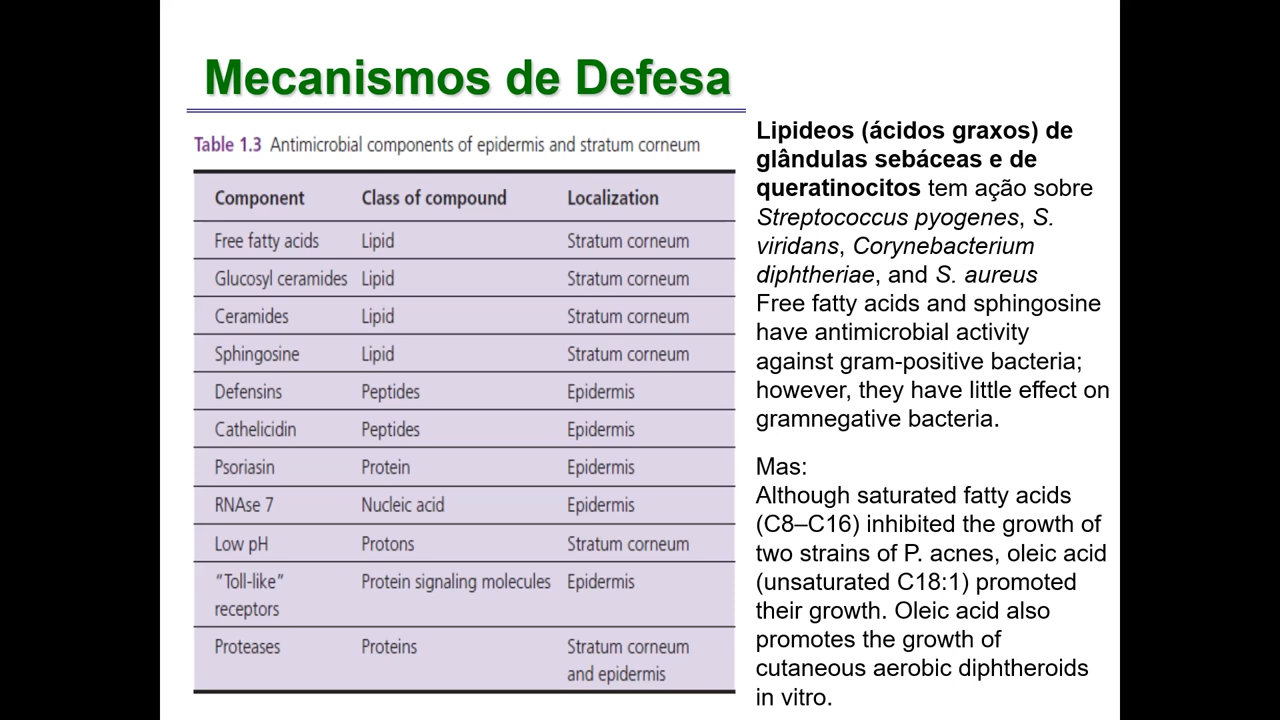 Mecanismos de Defesa
Table 1.3 Antimicrobial components of epidermis and stratum corneum
Component Class of compound Localization
Free fatty acids Lipid Stratum corneum
Glucosyl ceramides Lipid Stratum corneum
Ceramides Lipid Stratum corneum
Sphingosine Lipid Stratum corneum
Defensins Peptides Epidermis
Cathelicidin Peptides Epidermis
Psoriasin Protein Epidermis
RNAse 7 Nucleic acid Epidermis
Low pH Protons Stratum corneum
“Toll-like” Protein signaling molecules Epidermis
receptors
Proteases Proteins Stratum corneum
and epidermis
Lipideos (ácidos graxos) de
glândulas sebáceas e de
queratinocitos tem ação sobre
Streptococcus pyogenes, S.
viridans, Corynebacterium
diphtheriae, and S. aureus
Free fatty acids and sphingosine
have antimicrobial activity
against gram-positive bacteria;
however, they have little effect on
gramnegative bacteria.
Mas:
Although saturated fatty acids
(C8–C16) inhibited the growth of
two strains of P. acnes, oleic acid
(unsaturated C18:1) promoted
their growth. Oleic acid also
promotes the growth of
cutaneous aerobic diphtheroids
in vitro.